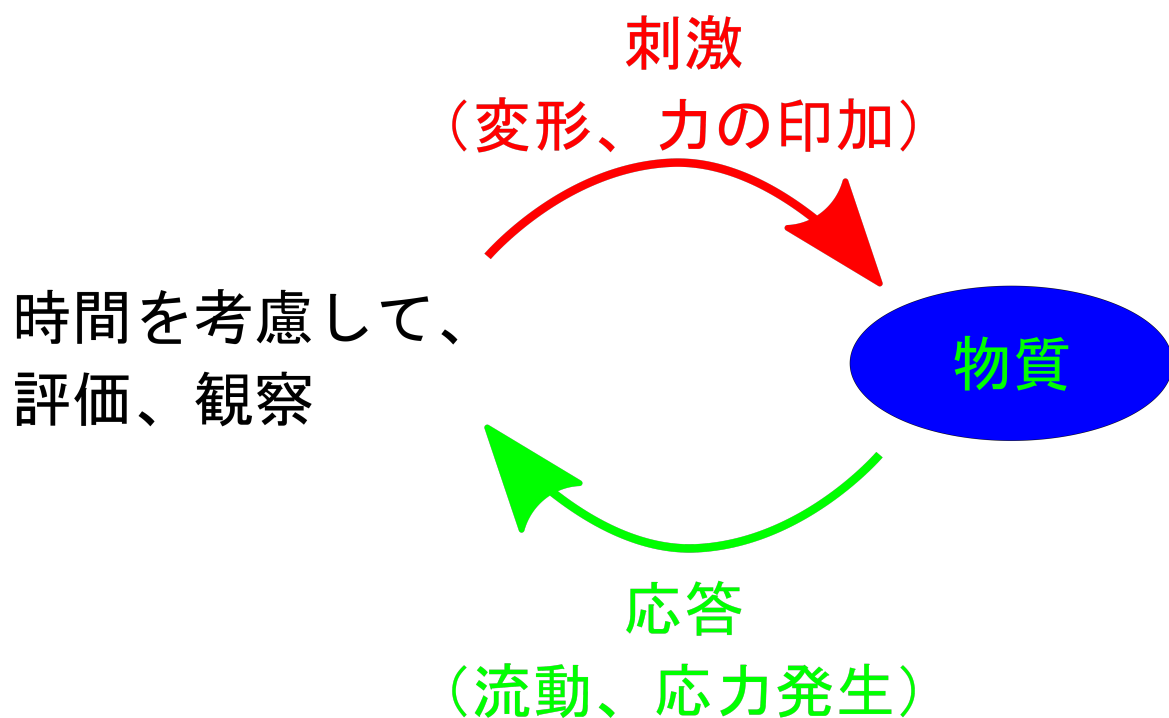 刺激
（変形、力の印加）
時間を考慮して、
評価、観察
物質
応答
（流動、応力発生）